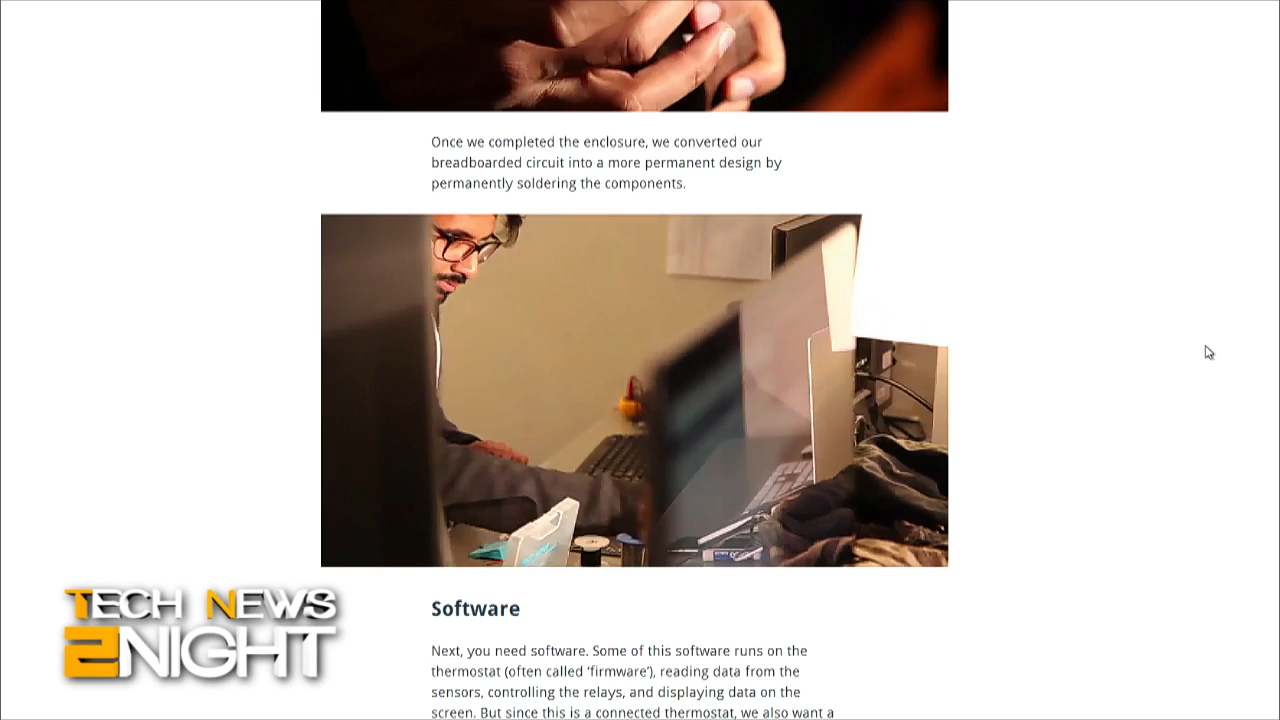 Once we completed the enclosure, we converted our
breadboarded circuit into a more permanent design by
permanently soldering the components.
Software
Next, you need software. Some of this software runs on the
thermostat (often called ‘firmware’), reading data from the
sensors, controlling the relays, and displaying data on the
screen. But since this is a connected thermostat, we also want a
TECH NEWS
2NIGHT